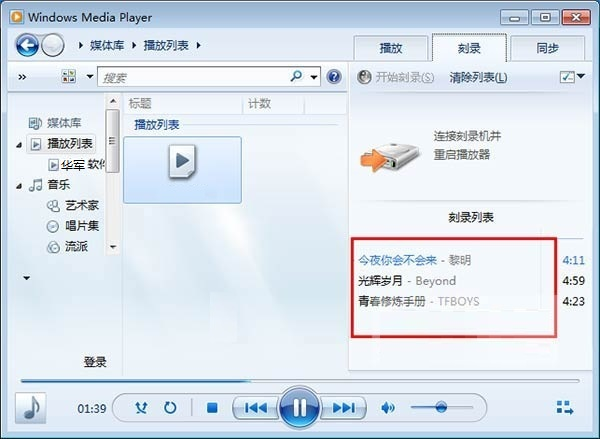 Windows Media Player
媒体库 播放列表
播放 刻录 同步
» 搜索
开始刻录(S) 清除列表(L)
标题 计数
媒体库
播放列表
播放列表
华军 软件
音乐
艺术家
唱片集
流派
连接刻录机并
重启播放器
刻录列表
今夜你会不会来 - 黎明 4:11
光辉岁月 - Beyond 4:59
青春修炼手册 - TFBOYS 4:23
登录
01:39